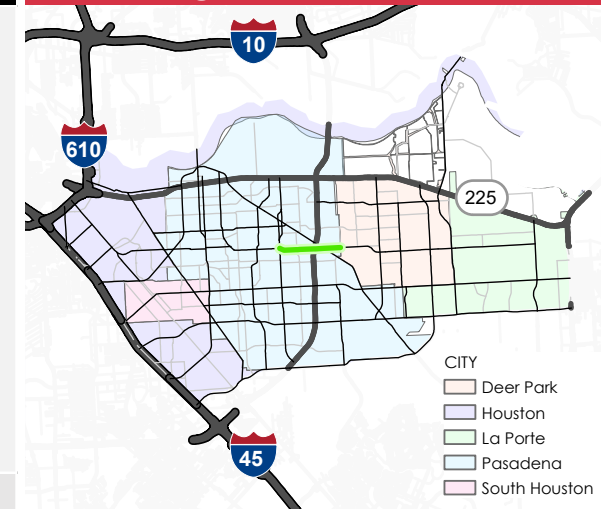 10
610
225
CITY
Deer Park
Houston
La Porte
Pasadena
South Houston
45